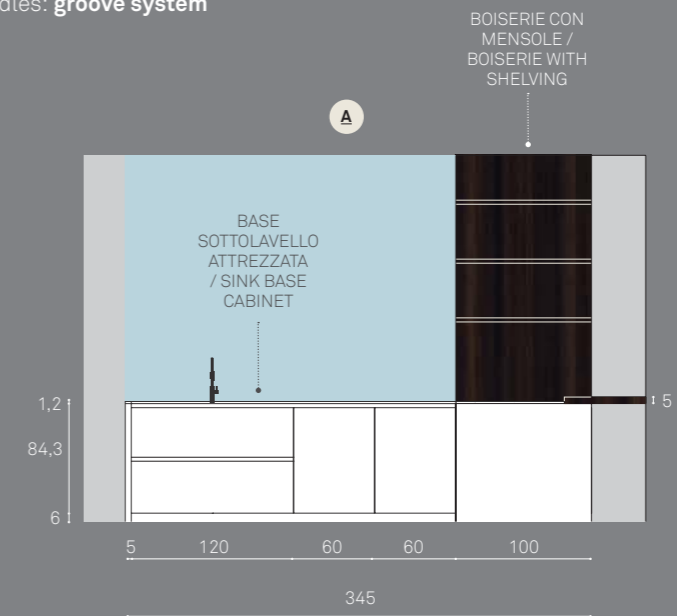 dles: groove system
BOISERIE CON
MENSOLE /
BOISERIE WITH
SHELVING
A
BASE
SOTTOLAVELLO
ATTREZZATA
/ SINK BASE
CABINET
1,2
5
84,3
6
5 120 60 60 100
345